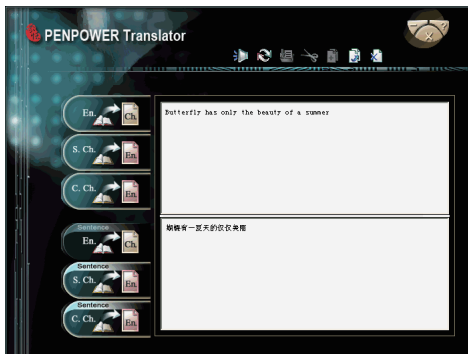 PENPOWER Translator
En. Ch.
S. Ch. En.
C. Ch. En.
Sentence
En. Ch.
Sentence
S. Ch. En.
Sentence
C. Ch. En.
Butterfly has only the beauty of a summer
蝴蝶有一夏天的仅仅美丽